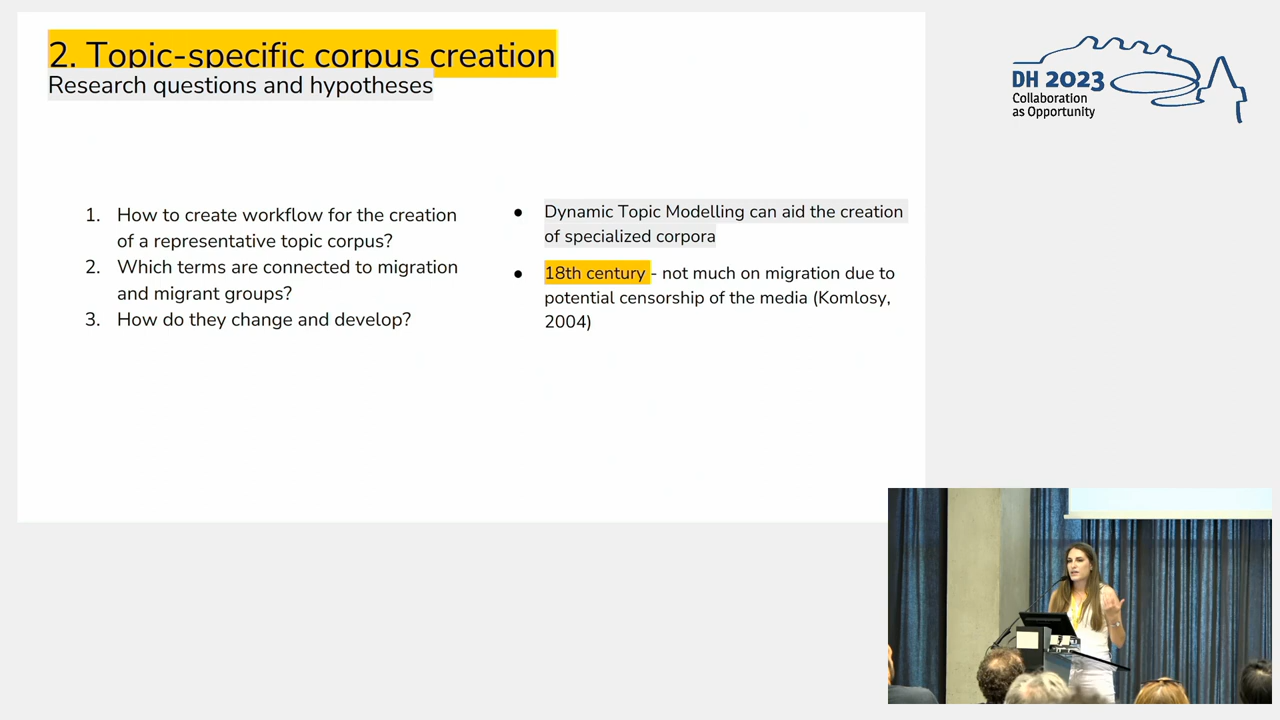 2. Topic-specific corpus creation
Research questions and hypotheses
1. How to create workflow for the creation
of a representative topic corpus?
2. Which terms are connected to migration
and migrant groups?
3. How do they change and develop?
● Dynamic Topic Modelling can aid the creation
of specialized corpora
● 18th century - not much on migration due to
potential censorship of the media (Komlosy,
2004)
DH 2023
Collaboration
as Opportunity